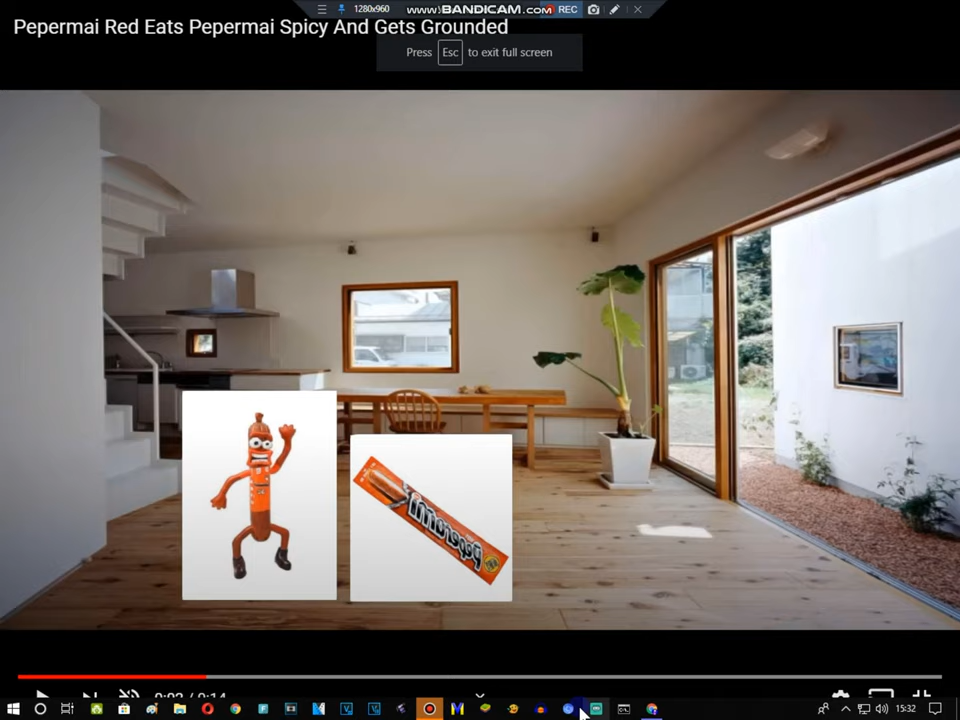 1280x960
www.BANDICAM.com
REC
Pepermai Red Eats Pepermai Spicy And Gets Grounded
Press Esc to exit full screen
Peperami
15:32